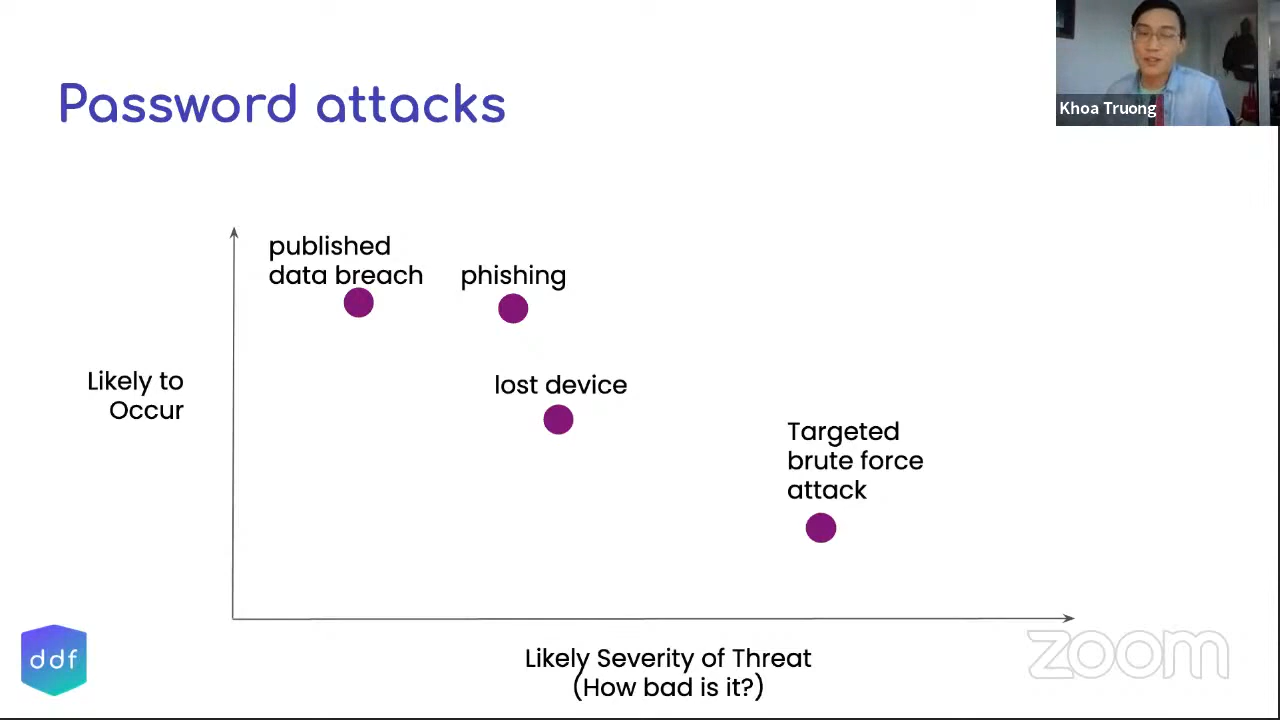 Password attacks
Khoa Truong
published
data breach
phishing
Likely to
Occur
lost device
Targeted
brute force
attack
Likely Severity of Threat
(How bad is it?)
ddf
zoom